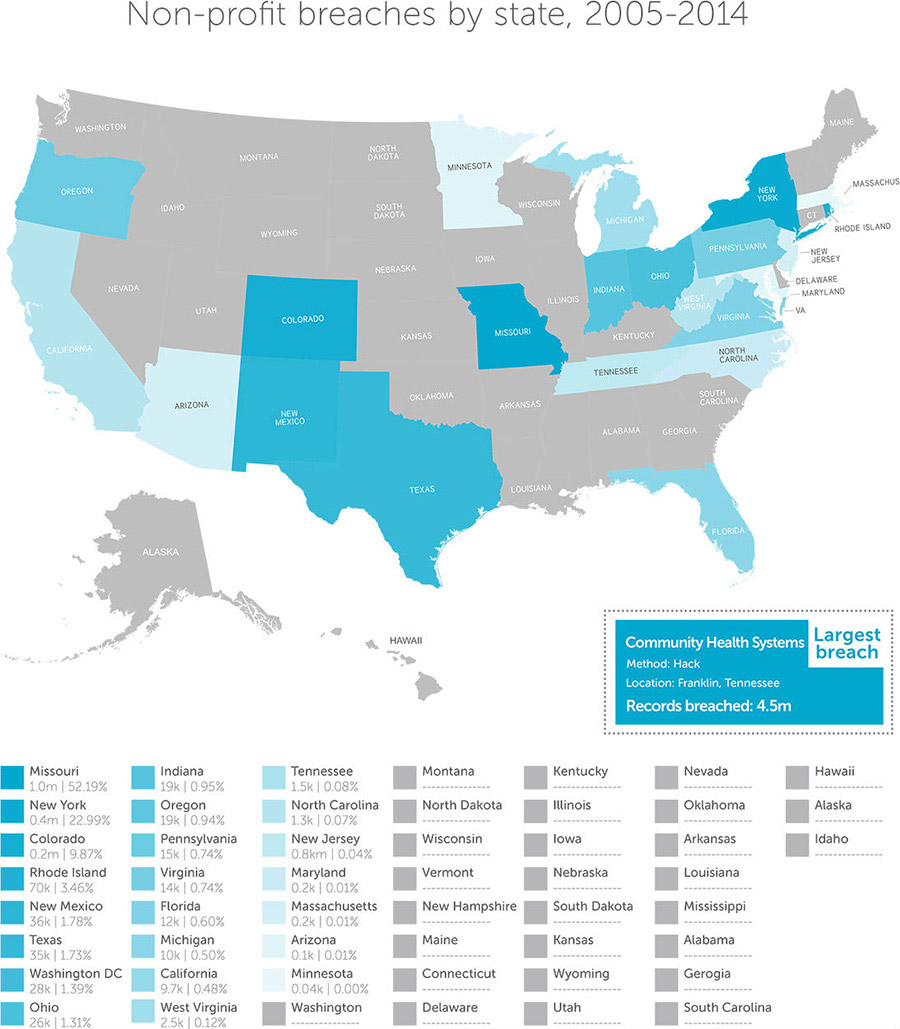 Non-profit breaches by state, 2005-2014
WASHINGTON
MONTANA
NORTH
DAKOTA
MINNESOTA
MAINE
OREGON
IDAHO
SOUTH
DAKOTA
WISCONSIN
MICHIGAN
NEW
YORK
MASSACHUS
CT
RHODE ISLAND
WYOMING
NEBRASKA
IOWA
PENNSYLVANIA
NEW
JERSEY
NEVADA
UTAH
COLORADO
KANSAS
MISSOURI
ILLINOIS
INDIANA
OHIO
WEST
VIRGINIA
VIRGINIA
DELAWARE
MARYLAND
VA
CALIFORNIA
KENTUCKY
NORTH
CAROLINA
TENNESSEE
ARIZONA
NEW
MEXICO
OKLAHOMA
ARKANSAS
SOUTH
CAROLINA
ALABAMA
GEORGIA
TEXAS
LOUISIANA
FLORIDA
ALASKA
HAWAII
Community Health Systems
Largest
breach
Method: Hack
Location: Franklin, Tennessee
Records breached: 4.5m
Missouri
1.0m | 52.19%
New York
0.4m | 22.99%
Colorado
0.2m | 9.87%
Rhode Island
70k | 3.46%
New Mexico
36k | 1.78%
Texas
35k | 1.73%
Washington DC
28k | 1.39%
Ohio
26k | 1.31%
Indiana
19k | 0.95%
Oregon
19k | 0.94%
Pennsylvania
15k | 0.74%
Virginia
14k | 0.74%
Florida
12k | 0.60%
Michigan
10k | 0.50%
California
9.7k | 0.48%
West Virginia
2.5k | 0.12%
Tennessee
1.5k | 0.08%
North Carolina
1.3k | 0.07%
New Jersey
0.8km | 0.04%
Maryland
0.2k | 0.01%
Massachusetts
0.2k | 0.01%
Arizona
0.1k | 0.01%
Minnesota
0.04k | 0.00%
Washington
Montana
North Dakota
Wisconsin
Vermont
New Hampshire
Maine
Connecticut
Delaware
Kentucky
Illinois
Iowa
Nebraska
South Dakota
Kansas
Wyoming
Utah
Nevada
Oklahoma
Arkansas
Louisiana
Mississippi
Alabama
Gerogia
South Carolina
Hawaii
Alaska
Idaho